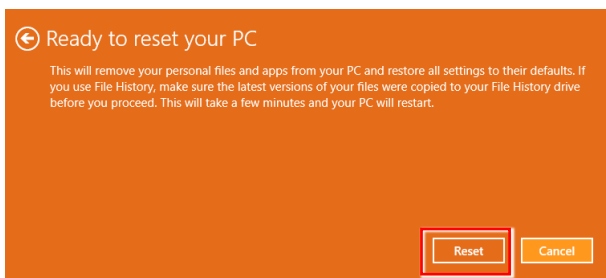 Ready to reset your PC
This will remove your personal files and apps from your PC and restore all settings to their defaults. If
you use File History, make sure the latest versions of your files were copied to your File History drive
before you proceed. This will take a few minutes and your PC will restart.
Reset Cancel